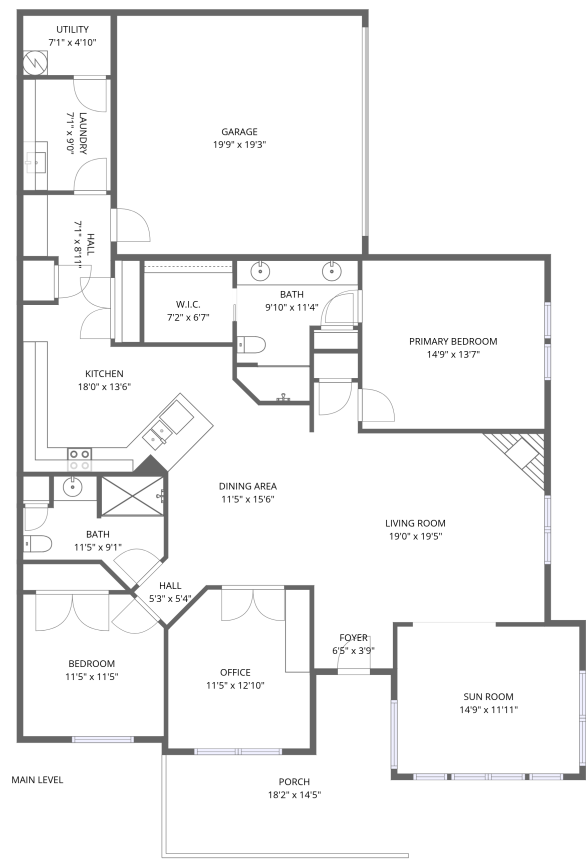 UTILITY
7'1" x 4'10"
LAUNDRY
7'1" x 9'0"
GARAGE
19'9" x 19'3"
HALL
7'1" x 8'11"
W.I.C.
7'2" x 6'7"
BATH
9'10" x 11'4"
PRIMARY BEDROOM
14'9" x 13'7"
KITCHEN
18'0" x 13'6"
DINING AREA
11'5" x 15'6"
LIVING ROOM
19'0" x 19'5"
BATH
11'5" x 9'1"
HALL
5'3" x 5'4"
FOYER
6'5" x 3'9"
BEDROOM
11'5" x 11'5"
OFFICE
11'5" x 12'10"
SUN ROOM
14'9" x 11'11"
MAIN LEVEL
PORCH
18'2" x 14'5"